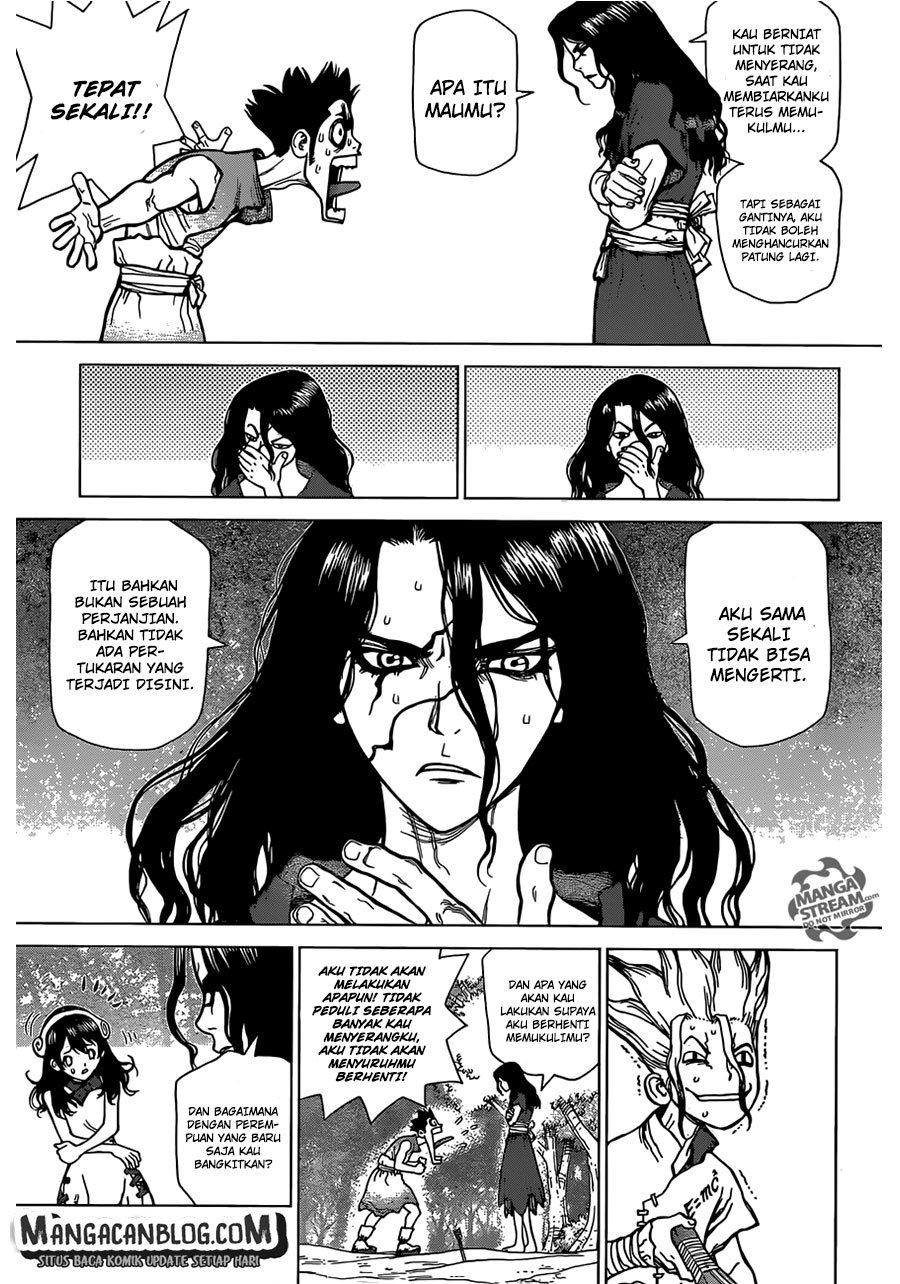 KAU BERNIAT
UNTUK TIDAK
MENYERANG,
SAAT KAU
MEMBIARKANKU
TERUS MEMU-
KULMU...
TAPI SEBAGAI
GANTINYA, AKU
TIDAK BOLEH
MENGHANCURKAN
PATUNG LAGI.
APA ITU
MAUMU?
TEPAT
SEKALI!!
AKU SAMA
SEKALI
TIDAK BISA
MENGERTI.
ITU BAHKAN
BUKAN SEBUAH
PERJANJIAN.
BAHKAN TIDAK
ADA PER-
TUKARAN YANG
TERJADI DISINI.
MANGA
STREAM.COM
DO NOT MIRROR!
E=mc²
DAN APA YANG
AKAN KAU
LAKUKAN SUPAYA
AKU BERHENTI
MEMUKULIMU?
AKU TIDAK AKAN
MELAKUKAN
APAPUN! TIDAK
PEDULI SEBERAPA
BANYAK KAU
MENYERANGKU,
AKU TIDAK AKAN
MENYURUHMU
BERHENTI!
DAN BAGAIMANA
DENGAN PEREM-
PUAN YANG BARU
SAJA KAU
BANGKITKAN?
MANGACANBLOG.COM
SITUS BACA KOMIK UPDATE SETIAP HARI